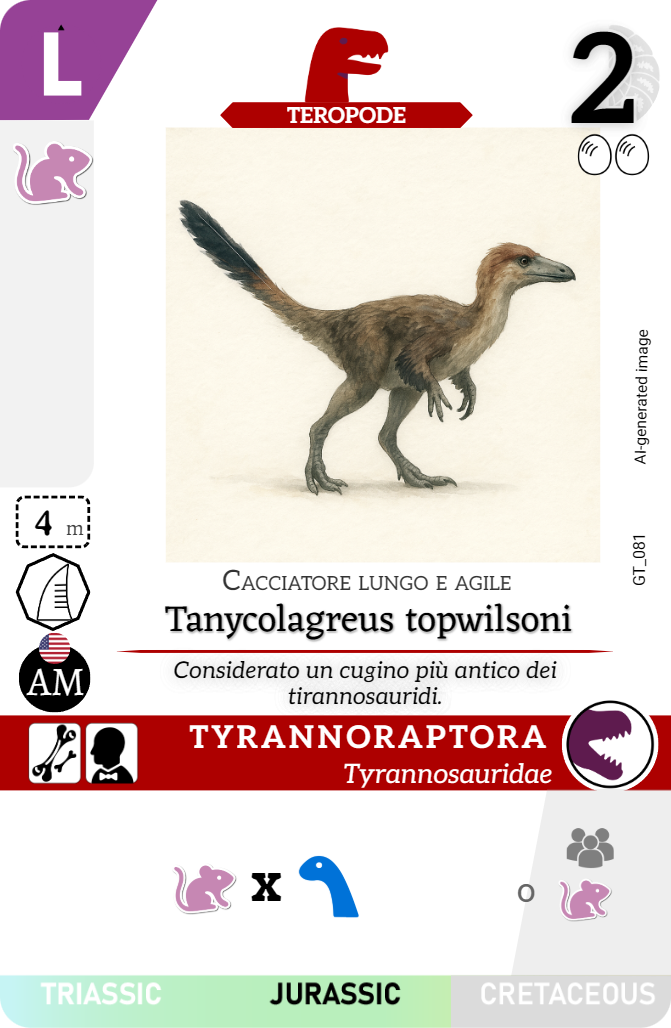 L
2
TEROPODE
AI-generated image
GT_081
4 m
AM
CACCIATORE LUNGO E AGILE
Tanycolagreus topwilsoni
Considerato un cugino più antico dei
tirannosauridi.
TYRANNORAPTORA
Tyrannosauridae
x
o
TRIASSIC
JURASSIC
CRETACEOUS